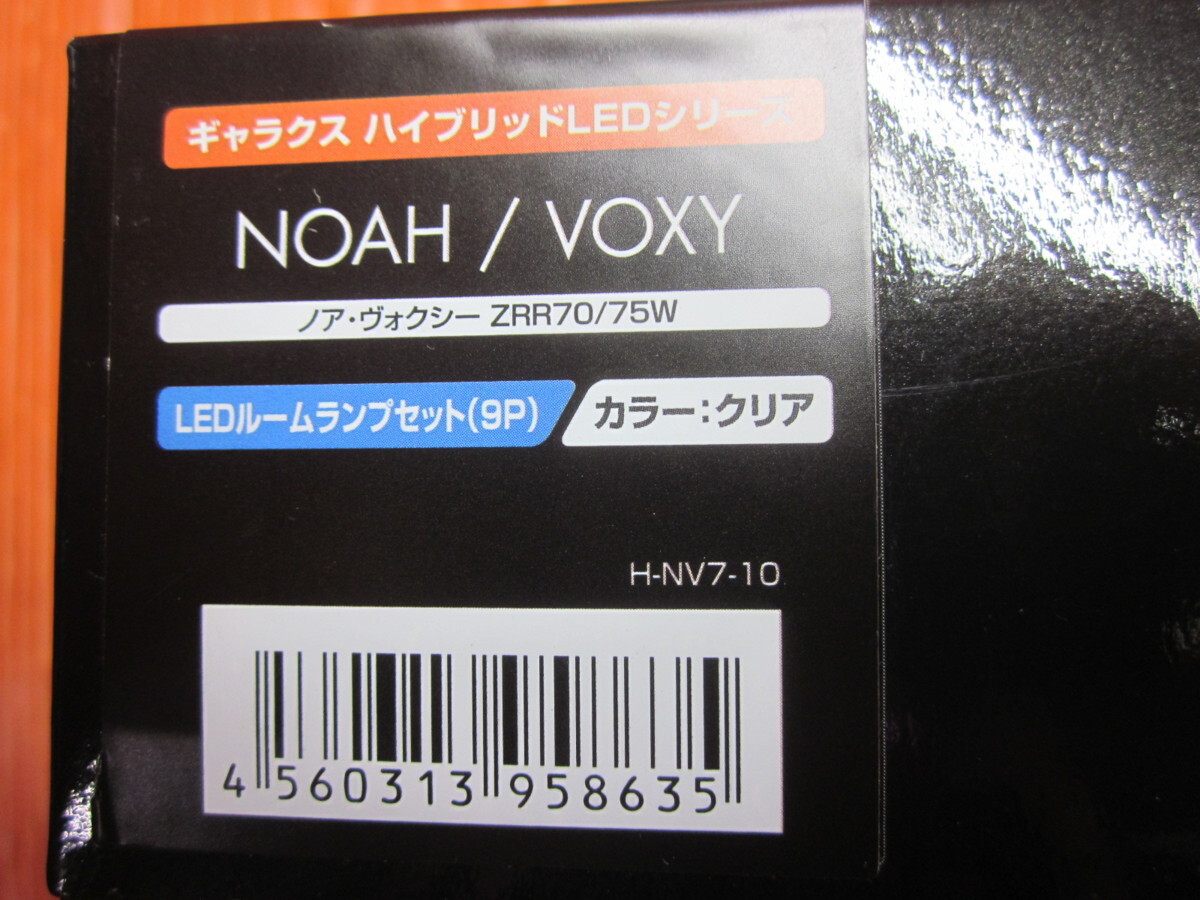 ギャラクス ハイブリッドLEDシリーズ
NOAH / VOXY
ノア・ヴォクシー ZRR70/75W
LEDルームランプセット(9P) カラー:クリア
H-NV7-10
4 560313 958635